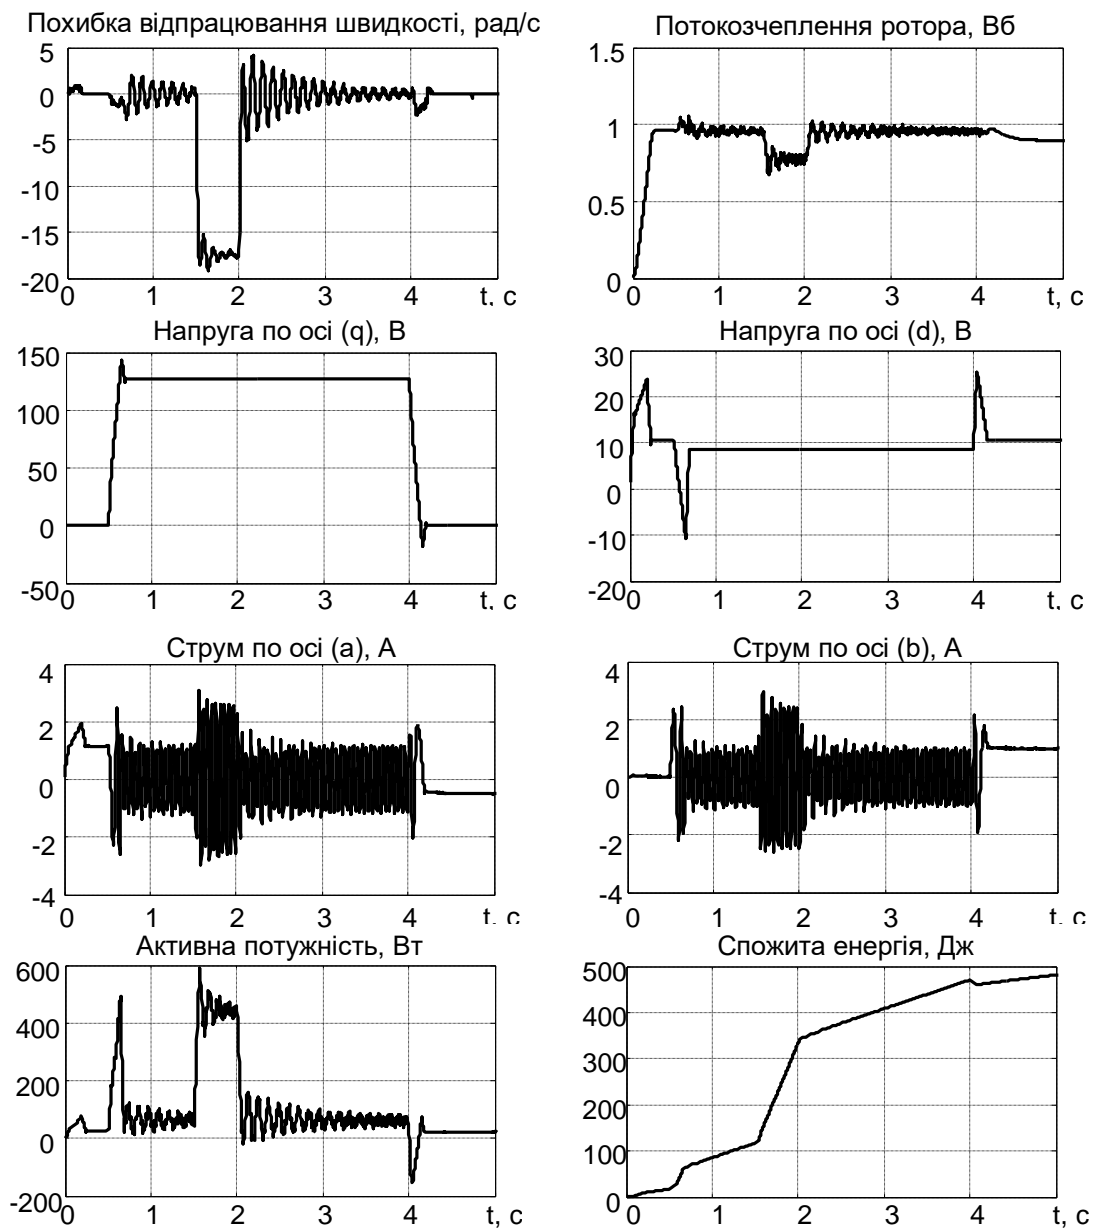 Похибка відпрацювання швидкості, рад/с
5
0
-5
-10
-15
-20
0 1 2 3 4 t, с
Потокозчеплення ротора, Вб
1.5
1
0.5
0
0 1 2 3 4 t, с
Напруга по осі (q), В
150
100
50
0
-50
0 1 2 3 4 t, с
Напруга по осі (d), В
30
20
10
0
-10
-20
0 1 2 3 4 t, с
Струм по осі (a), А
4
2
0
-2
-4
0 1 2 3 4 t, с
Струм по осі (b), А
4
2
0
-2
-4
0 1 2 3 4 t, с
Активна потужність, Вт
600
400
200
0
-200
0 1 2 3 4 t, с
Спожита енергія, Дж
500
400
300
200
100
0
0 1 2 3 4 t, с